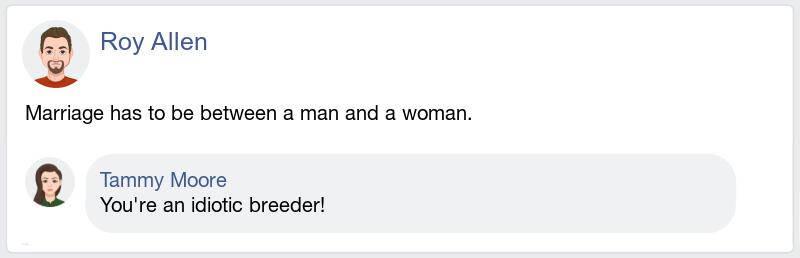 Roy Allen
Marriage has to be between a man and a woman.
Tammy Moore
You're an idiotic breeder!